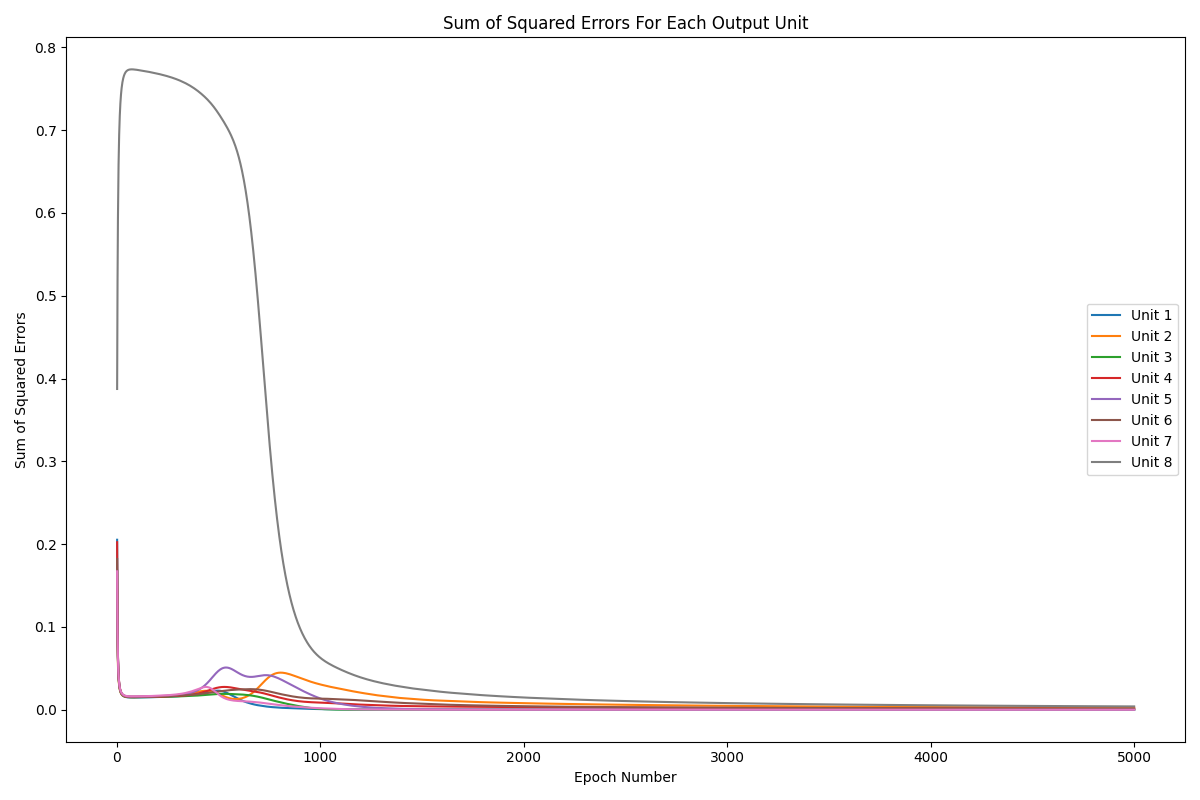 Sum of Squared Errors For Each Output Unit
0.8
0.7
0.6
0.5
0.4
0.3
0.2
0.1
0.0
Sum of Squared Errors
0 1000 2000 3000 4000 5000
Epoch Number
Unit 1
Unit 2
Unit 3
Unit 4
Unit 5
Unit 6
Unit 7
Unit 8